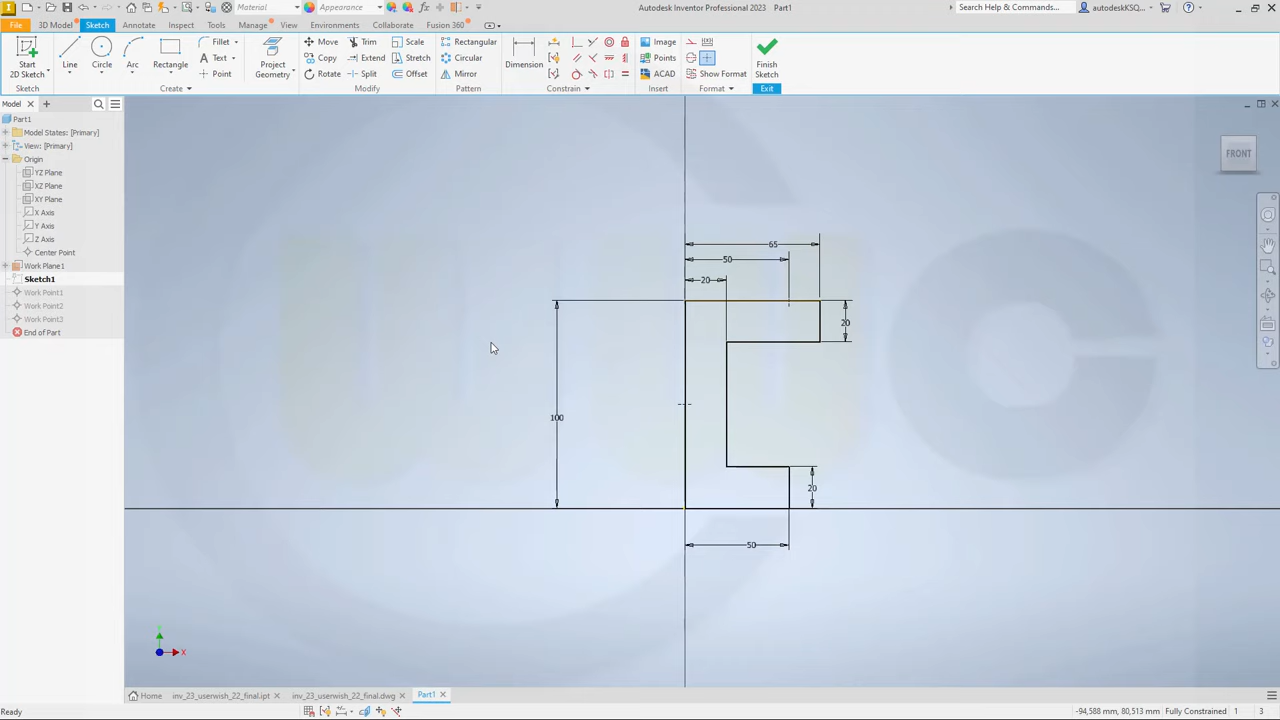 Material
Appearance
fx
Autodesk Inventor Professional 2023 Part1
Search Help & Commands...
autodeskKSQ...
File 3D Model Sketch Annotate Inspect Tools Manage View Environments Collaborate Fusion 360
Start
2D Sketch
Line
Circle
Arc
Rectangle
Fillet
Text
Point
Project
Geometry
Move
Copy
Rotate
Trim
Extend
Split
Scale
Stretch
Offset
Rectangular
Circular
Mirror
Dimension
Image
Points
ACAD
Show Format
Finish
Sketch
Sketch Create Modify Pattern Constrain Insert Format Exit
Model
Part1
Model States: [Primary]
View: [Primary]
Origin
YZ Plane
XZ Plane
XY Plane
X Axis
Y Axis
Z Axis
Center Point
Work Plane1
Sketch1
Work Point1
Work Point2
Work Point3
End of Part
FRONT
65
50
20
20
100
20
50
X
Home inv_23_userwish_22_final.ipt inv_23_userwish_22_final.dwg Part1
Ready
-94,588 mm, 80,513 mm Fully Constrained 1 3